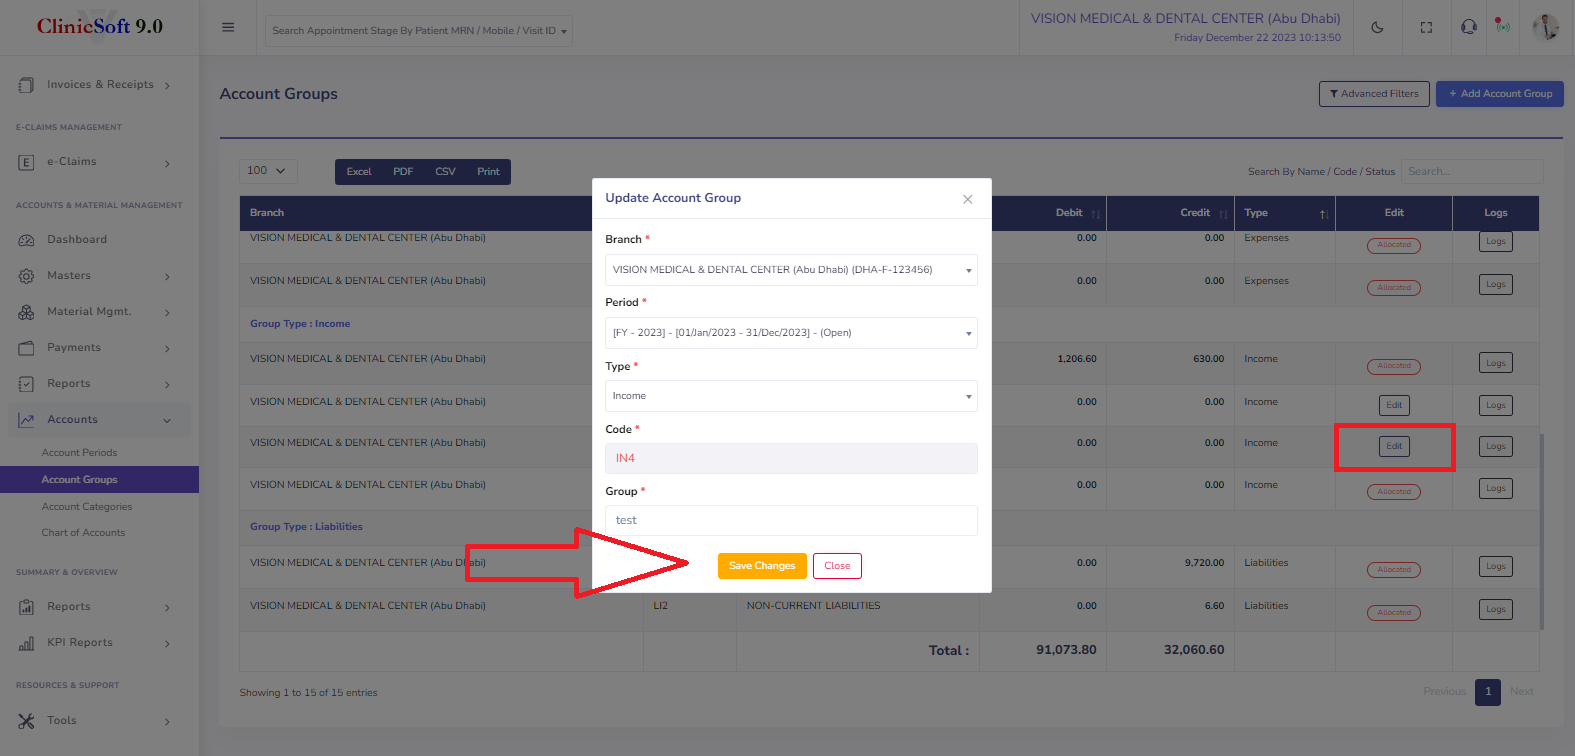 ClinicSoft 9.0
Search Appointment Stage By Patient MRN / Mobile / Visit ID
VISION MEDICAL & DENTAL CENTER (Abu Dhabi)
Friday December 22 2023 10:13:50
Invoices & Receipts
E-CLAIMS MANAGEMENT
e-Claims
ACCOUNTS & MATERIAL MANAGEMENT
Dashboard
Masters
Material Mgmt.
Payments
Reports
Accounts
Account Periods
Account Groups
Account Categories
Chart of Accounts
SUMMARY & OVERVIEW
Reports
KPI Reports
RESOURCES & SUPPORT
Tools
Account Groups
Advanced Filters
+ Add Account Group
100
Excel PDF CSV Print
Search By Name / Code / Status Search...
Branch Debit Credit Type Edit Logs
VISION MEDICAL & DENTAL CENTER (Abu Dhabi) 0.00 0.00 Expenses Allocated Logs
VISION MEDICAL & DENTAL CENTER (Abu Dhabi) 0.00 0.00 Expenses Allocated Logs
Group Type : Income
VISION MEDICAL & DENTAL CENTER (Abu Dhabi) 1,206.60 630.00 Income Allocated Logs
VISION MEDICAL & DENTAL CENTER (Abu Dhabi) 0.00 0.00 Income Edit Logs
VISION MEDICAL & DENTAL CENTER (Abu Dhabi) 0.00 0.00 Income Edit Logs
VISION MEDICAL & DENTAL CENTER (Abu Dhabi) 0.00 0.00 Income Allocated Logs
Group Type : Liabilities
VISION MEDICAL & DENTAL CENTER (Abu Dhabi) 9,720.00 0.00 Liabilities Allocated Logs
VISION MEDICAL & DENTAL CENTER (Abu Dhabi) LI2 NON-CURRENT LIABILITIES 0.00 6.60 Liabilities Allocated Logs
Total : 91,073.80 32,060.60
Showing 1 to 15 of 15 entries
Previous 1 Next
Update Account Group
Branch *
VISION MEDICAL & DENTAL CENTER (Abu Dhabi) (DHA-F-123456)
Period *
[FY - 2023] - [01/Jan/2023 - 31/Dec/2023] - (Open)
Type *
Income
Code *
IN4
Group *
test
Save Changes Close